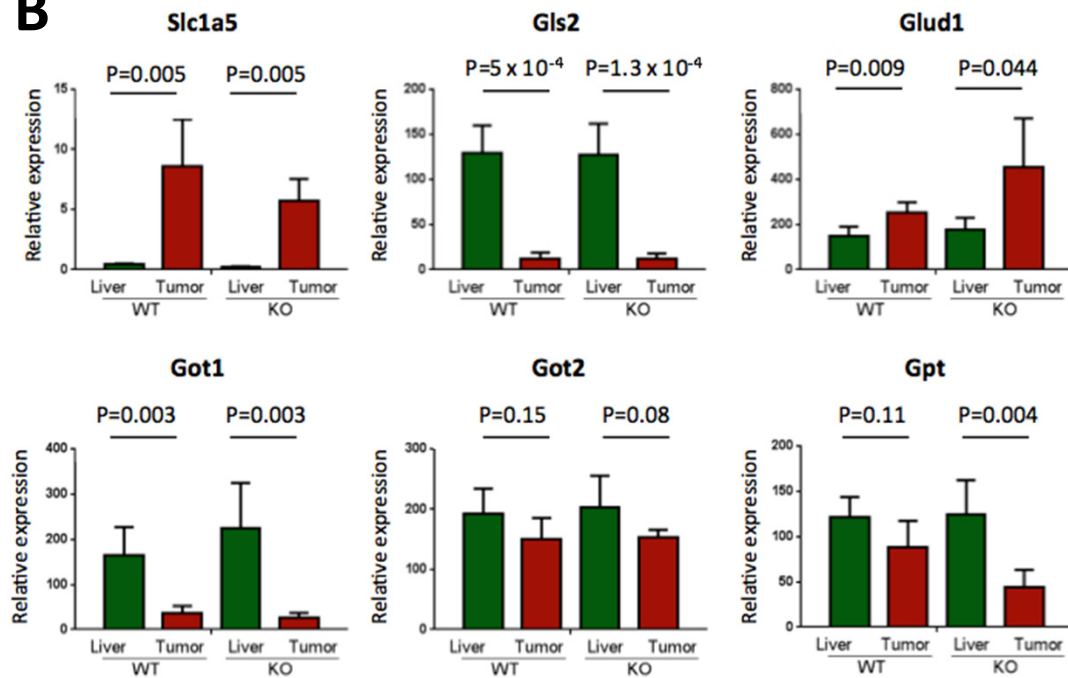 B
Slc1a5 Gls2 Glud1
P=0.005 P=0.005 P=5 x 10⁻⁴ P=1.3 x 10⁻⁴ P=0.009 P=0.044
Relative expression Relative expression Relative expression
15 200 800
10 150 600
100 400
5 50 200
0 0 0
Liver Tumor Liver Tumor Liver Tumor Liver Tumor Liver Tumor Liver Tumor
WT KO WT KO WT KO
Got1 Got2 Gpt
P=0.003 P=0.003 P=0.15 P=0.08 P=0.11 P=0.004
Relative expression Relative expression Relative expression
400 300 200
300 200 150
200 100 100
100 50
0 0 0
Liver Tumor Liver Tumor Liver Tumor Liver Tumor Liver Tumor Liver Tumor
WT KO WT KO WT KO